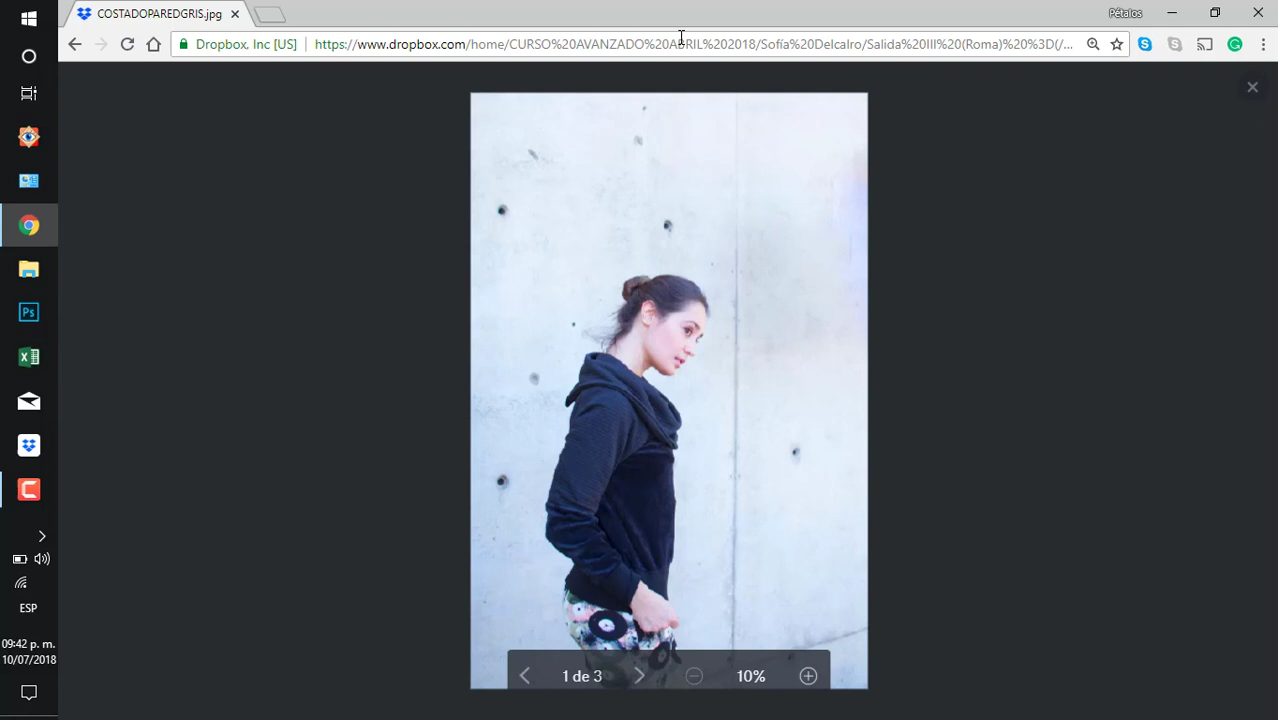 COSTADOPAREDGRIS.jpg
Pétalos
Dropbox, Inc [US]
https://www.dropbox.com/home/CURSO%20AVANZADO%20ABRIL%202018/Sofía%20Delcalro/Salida%20III%20(Roma)%20%3D(/...
Ps
1 de 3
10%
ESP
09:42 p. m.
10/07/2018